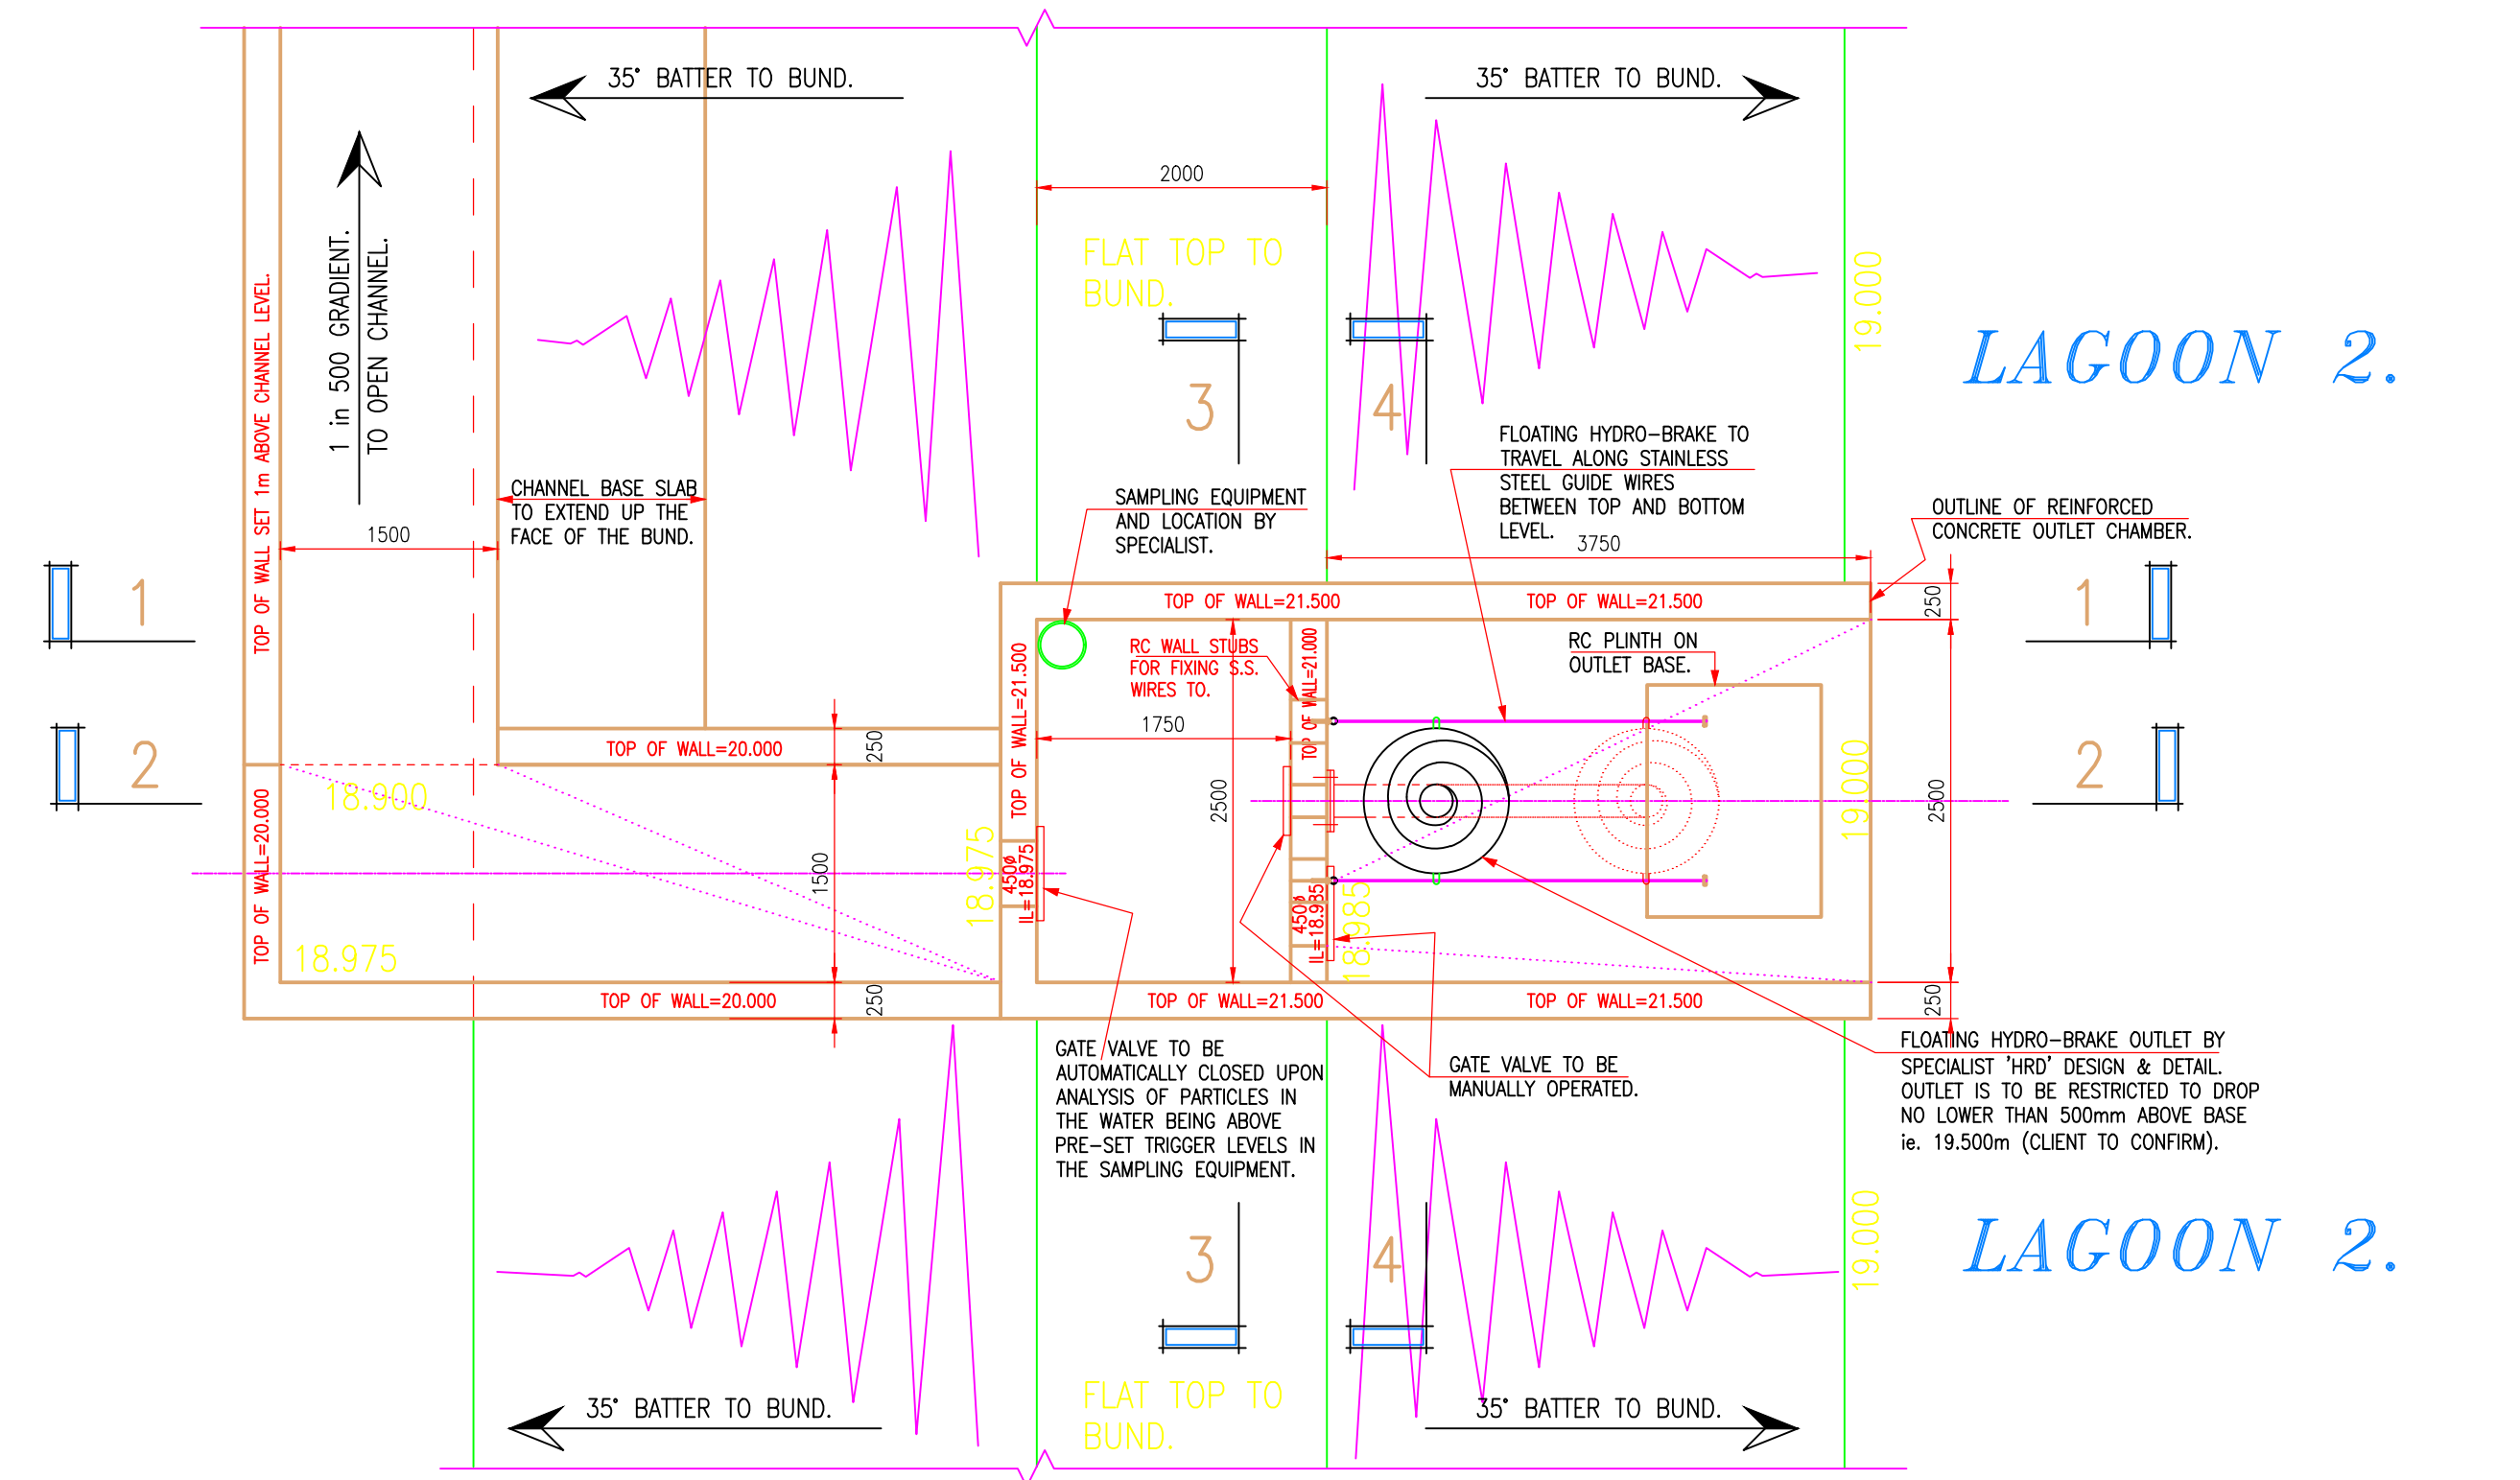 35° BATTER TO BUND.
35° BATTER TO BUND.
2000
FLAT TOP TO
BUND.
19.000
1 in 500 GRADIENT.
TO OPEN CHANNEL.
TOP OF WALL SET 1m ABOVE CHANNEL LEVEL.
LAGOON 2.
3
4
FLOATING HYDRO-BRAKE TO
TRAVEL ALONG STAINLESS
STEEL GUIDE WIRES
BETWEEN TOP AND BOTTOM
LEVEL.
CHANNEL BASE SLAB
TO EXTEND UP THE
FACE OF THE BUND.
SAMPLING EQUIPMENT
AND LOCATION BY
SPECIALIST.
OUTLINE OF REINFORCED
CONCRETE OUTLET CHAMBER.
1500
3750
1
1
250
TOP OF WALL=21.500
TOP OF WALL=21.500
RC WALL STUBS
FOR FIXING S.S.
WIRES TO.
TOP OF WALL=21.500
TOP OF WALL=21.000
RC PLINTH ON
OUTLET BASE.
1750
2
2
TOP OF WALL=20.000
250
18.900
2500
2500
19.000
TOP OF WALL=20.000
1500
18.975
450ø
IL=18.975
450ø
IL=18.985
18.985
18.975
TOP OF WALL=20.000
250
TOP OF WALL=21.500
TOP OF WALL=21.500
250
GATE VALVE TO BE
AUTOMATICALLY CLOSED UPON
ANALYSIS OF PARTICLES IN
THE WATER BEING ABOVE
PRE-SET TRIGGER LEVELS IN
THE SAMPLING EQUIPMENT.
GATE VALVE TO BE
MANUALLY OPERATED.
FLOATING HYDRO-BRAKE OUTLET BY
SPECIALIST 'HRD' DESIGN & DETAIL.
OUTLET IS TO BE RESTRICTED TO DROP
NO LOWER THAN 500mm ABOVE BASE
ie. 19.500m (CLIENT TO CONFIRM).
3
4
19.000
LAGOON 2.
35° BATTER TO BUND.
FLAT TOP TO
BUND.
35° BATTER TO BUND.